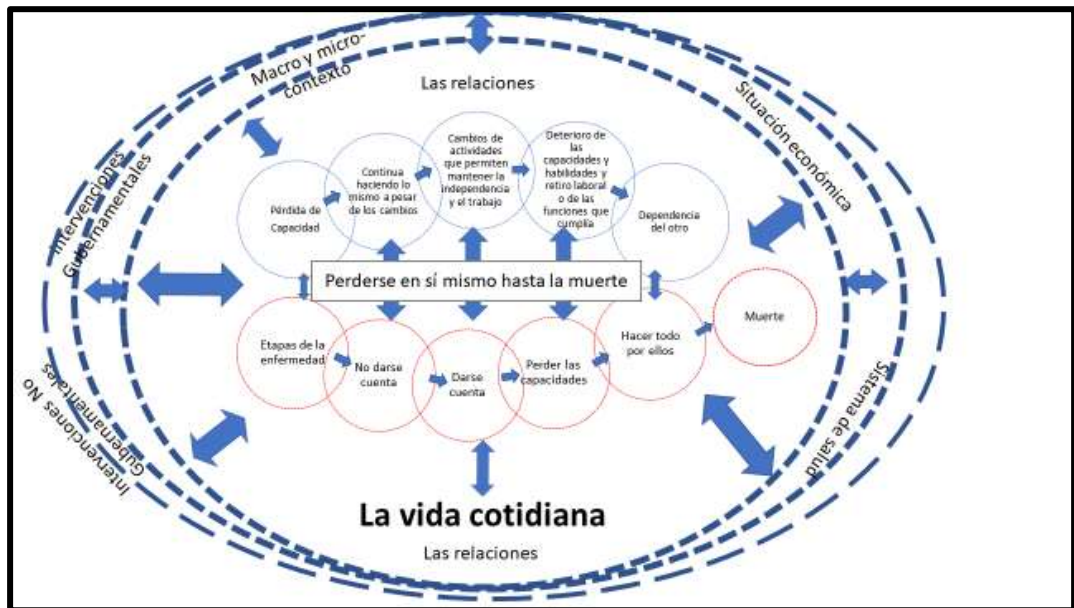 Macro y micro-
contexto
Las relaciones
Situación económica
Intervenciones
Gubernamentales
Pérdida de
Capacidad
Continua
haciendo lo
mismo a pesar
de los cambios
Cambios de
actividades
que permiten
mantener la
independencia
y el trabajo
Deterioro de
las
capacidades y
habilidades y
retiro laboral
o de las
funciones que
cumplía
Dependencia
del otro
Perderse en sí mismo hasta la muerte
Etapas de la
enfermedad
No darse
cuenta
Darse
cuenta
Perder las
capacidades
Hacer todo
por ellos
Muerte
Intervenciones No
Gubernamentales
Sistema de salud
La vida cotidiana
Las relaciones